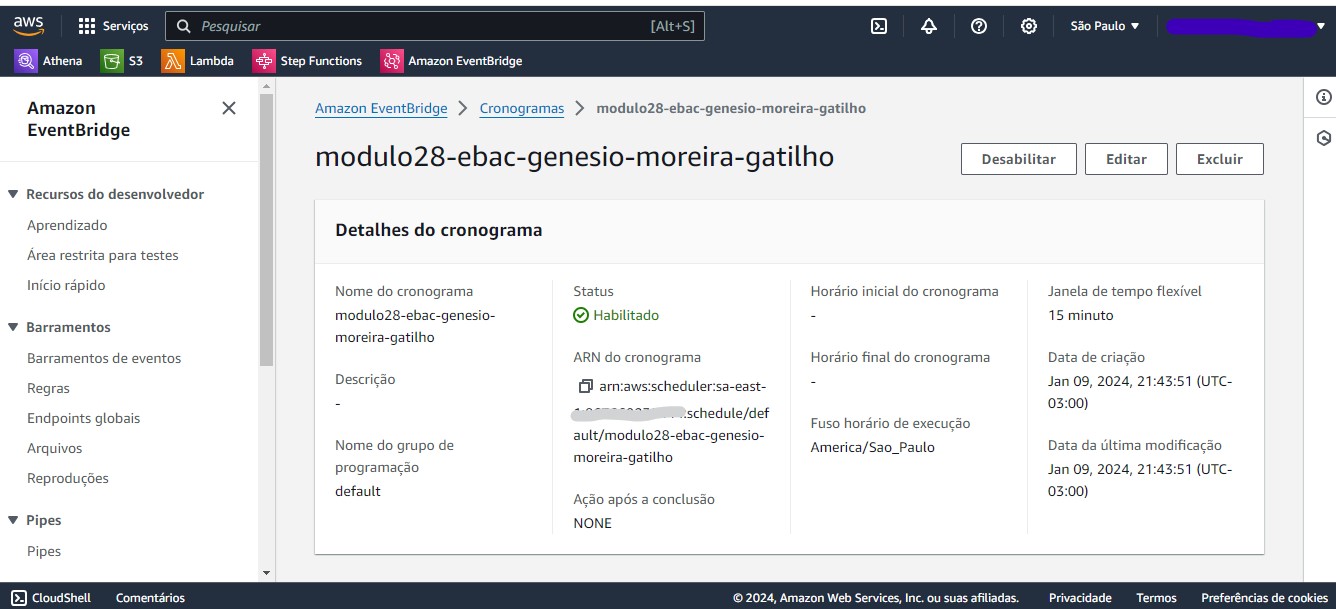 aws
Serviços
Pesquisar
[Alt+S]
São Paulo
Athena
S3
Lambda
Step Functions
Amazon EventBridge
Amazon
EventBridge
Recursos do desenvolvedor
Aprendizado
Área restrita para testes
Início rápido
Barramentos
Barramentos de eventos
Regras
Endpoints globais
Arquivos
Reproduções
Pipes
Pipes
Amazon EventBridge
Cronogramas
modulo28-ebac-genesio-moreira-gatilho
modulo28-ebac-genesio-moreira-gatilho
Desabilitar
Editar
Excluir
Detalhes do cronograma
Nome do cronograma
modulo28-ebac-genesio-
moreira-gatilho
Descrição
-
Nome do grupo de
programação
default
Status
Habilitado
ARN do cronograma
arn:aws:scheduler:sa-east-
:schedule/def
ault/modulo28-ebac-genesio-
moreira-gatilho
Ação após a conclusão
NONE
Horário inicial do cronograma
-
Horário final do cronograma
-
Fuso horário de execução
America/Sao_Paulo
Janela de tempo flexível
15 minuto
Data de criação
Jan 09, 2024, 21:43:51 (UTC-
03:00)
Data da última modificação
Jan 09, 2024, 21:43:51 (UTC-
03:00)
CloudShell
Comentários
© 2024, Amazon Web Services, Inc. ou suas afiliadas.
Privacidade
Termos
Preferências de cookies